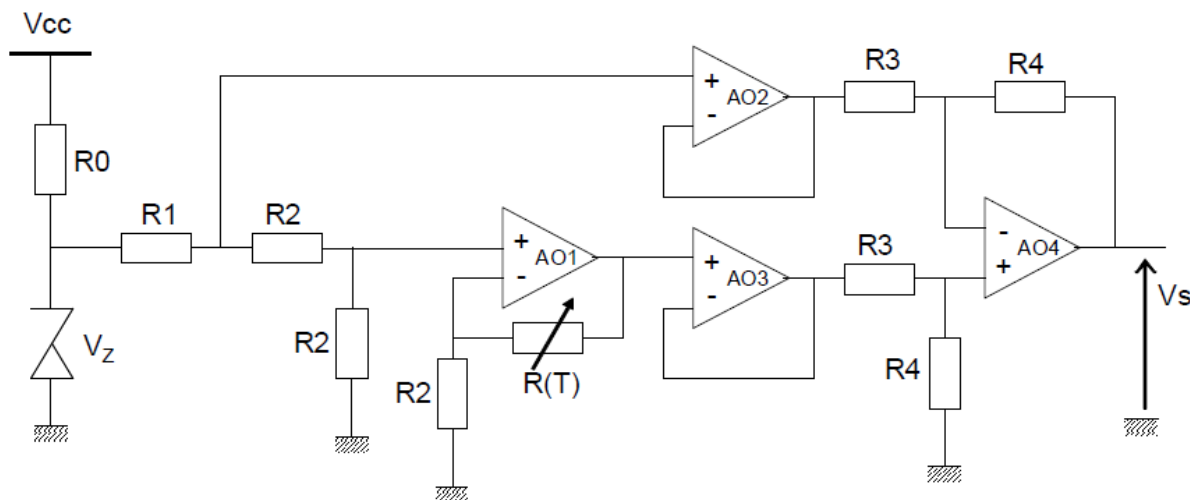 Vcc
R0
R1
R2
VZ
R2
R2
R(T)
+
-
AO1
+
-
AO2
+
-
AO3
R3
R4
R3
R4
-
+
AO4
Vs